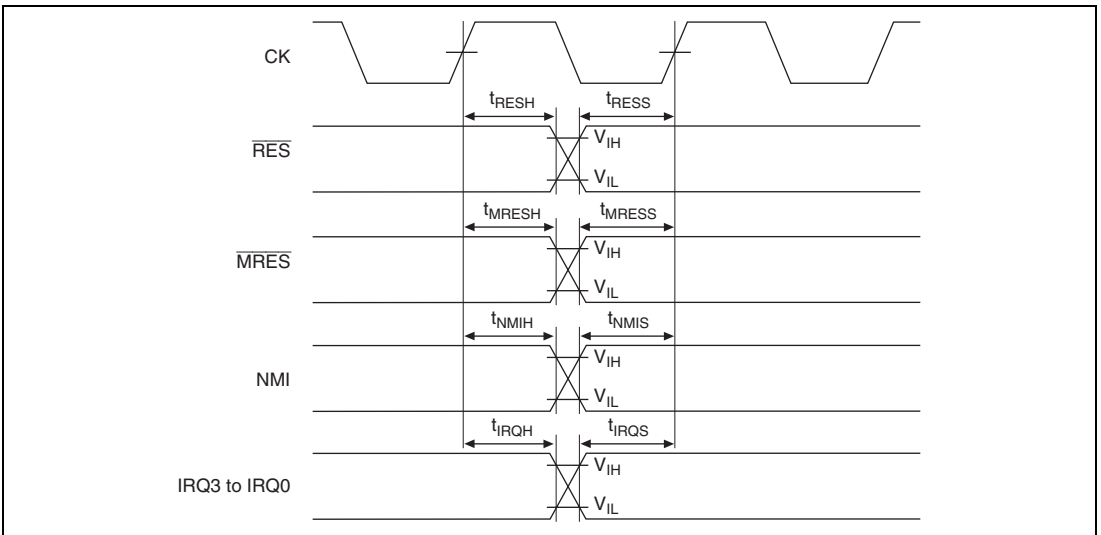 CK
tRESH tRESS
RES
VIH
VIL
tMRESH tMRESS
MRES
VIH
VIL
tNMIH tNMIS
NMI
VIH
VIL
tIRQH tIRQS
IRQ3 to IRQ0
VIH
VIL